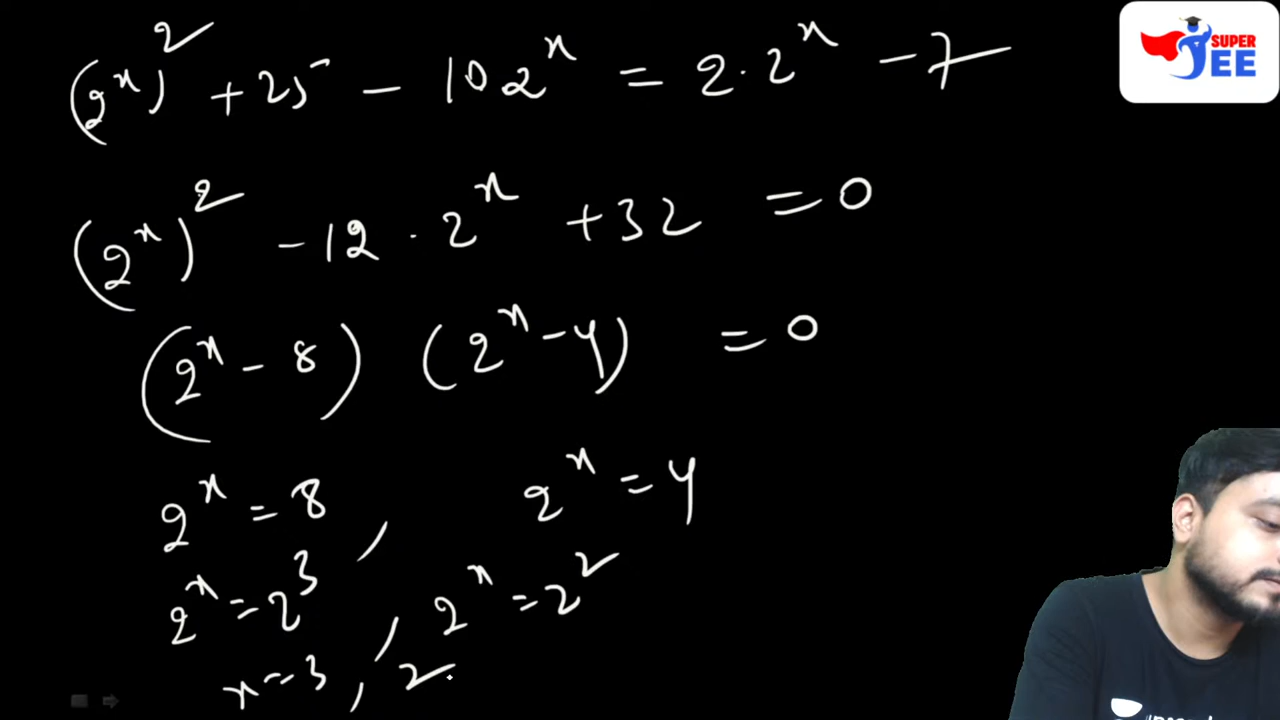 (2^x)^2 + 25 - 10 2^x = 2 · 2^x - 7
SUPER
JEE
(2^x)^2 - 12 · 2^x + 32 = 0
(2^x - 8) (2^x - 4) = 0
2^x = 8 , 2^x = 4
2^x = 2^3 , 2^x = 2^2
x = 3 , 2